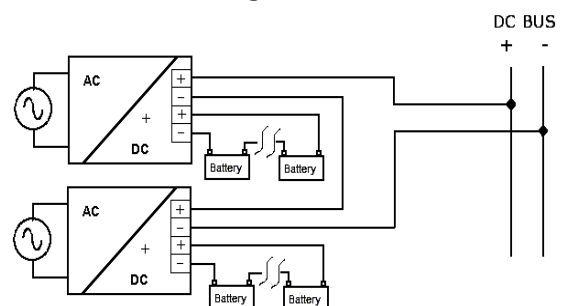 DC BUS
+ -
AC
+
DC
+
−
+
−
Battery
Battery
AC
+
DC
+
−
+
−
Battery
Battery